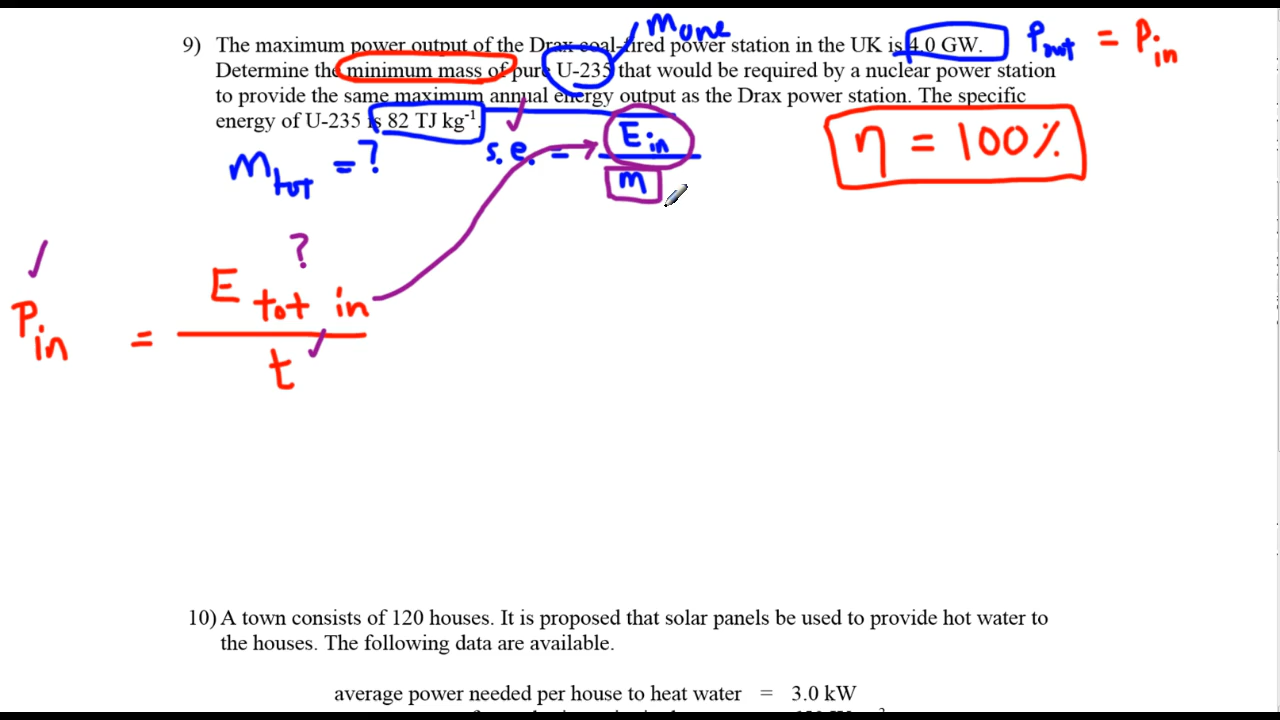 9) The maximum power output of the Drax coal-fired power station in the UK is 4.0 GW.
Determine the minimum mass of pure U-235 that would be required by a nuclear power station
to provide the same maximum annual energy output as the Drax power station. The specific
energy of U-235 is 82 TJ kg⁻¹.
m one
P out = P in
η = 100%
m tot = ?
s.e. = E in / m
?
P in = E tot in / t
10) A town consists of 120 houses. It is proposed that solar panels be used to provide hot water to
the houses. The following data are available.
average power needed per house to heat water = 3.0 kW